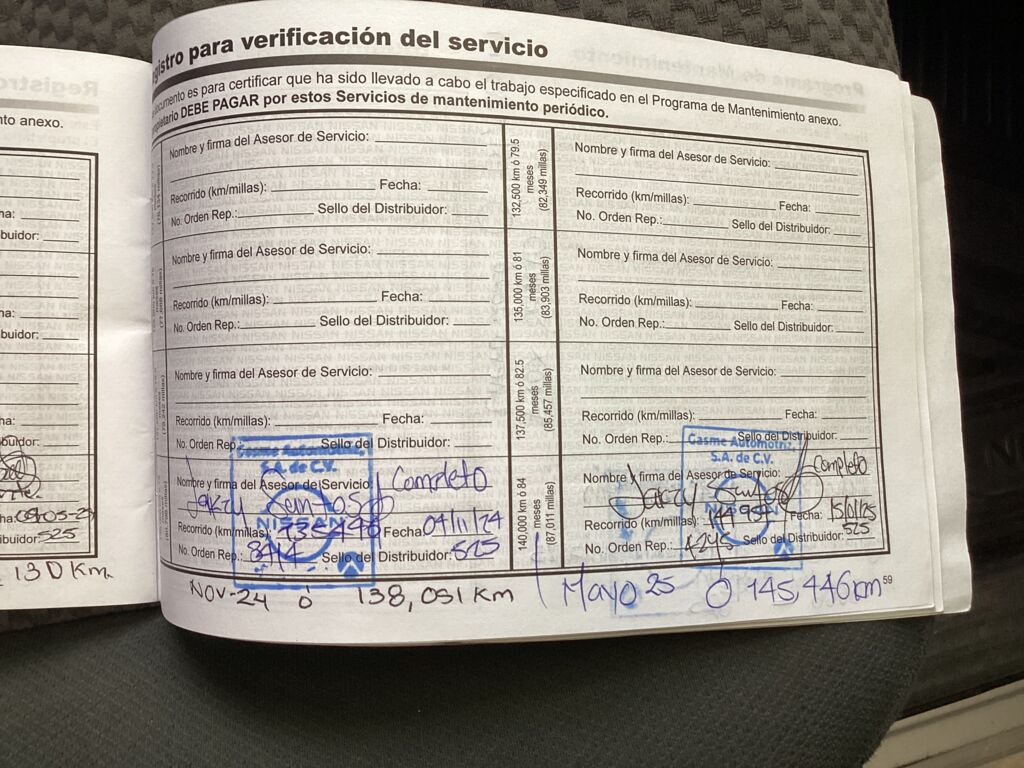 Registro para verificación del servicio
documento es para certificar que ha sido llevado a cabo el trabajo especificado en el Programa de Mantenimiento anexo.
DEBE PAGAR por estos Servicios de mantenimiento periódico.
Nombre y firma del Asesor de Servicio:
Recorrido (km/millas): Fecha:
No. Orden Rep.: Sello del Distribuidor:
Nombre y firma del Asesor de Servicio:
Recorrido (km/millas): Fecha:
No. Orden Rep.: Sello del Distribuidor:
Nombre y firma del Asesor de Servicio:
Recorrido (km/millas): Fecha:
No. Orden Rep.: Sello del Distribuidor:
Gasme Automotriz,
S.A. de C.V.
Completo
Nombre y firma del Asesor de Servicio:
NISSAN
Recorrido (km/millas): Fecha: 04/11/24
No. Orden Rep.: Sello del Distribuidor: 525
NOV-24 ó 138,051 Km
132,500 km ó 79.5
meses
(82,349 millas)
135,000 km ó 81
meses
(83,903 millas)
137,500 km ó 82.5
meses
(85,457 millas)
140,000 km ó 84
meses
(87,011 millas)
Nombre y firma del Asesor de Servicio:
Recorrido (km/millas): Fecha:
No. Orden Rep.: Sello del Distribuidor:
Nombre y firma del Asesor de Servicio:
Recorrido (km/millas): Fecha:
No. Orden Rep.: Sello del Distribuidor:
Nombre y firma del Asesor de Servicio:
Recorrido (km/millas): Fecha:
No. Orden Rep.: Sello del Distribuidor:
Gasme Automotriz,
S.A. de C.V.
Completo
Nombre y firma del Asesor de Servicio:
Recorrido (km/millas): Fecha: 15/01/25
No. Orden Rep.: 4245 Sello del Distribuidor: 525
Mayo 25 Ó 145,446km
59
nto anexo.
525
130 Km.